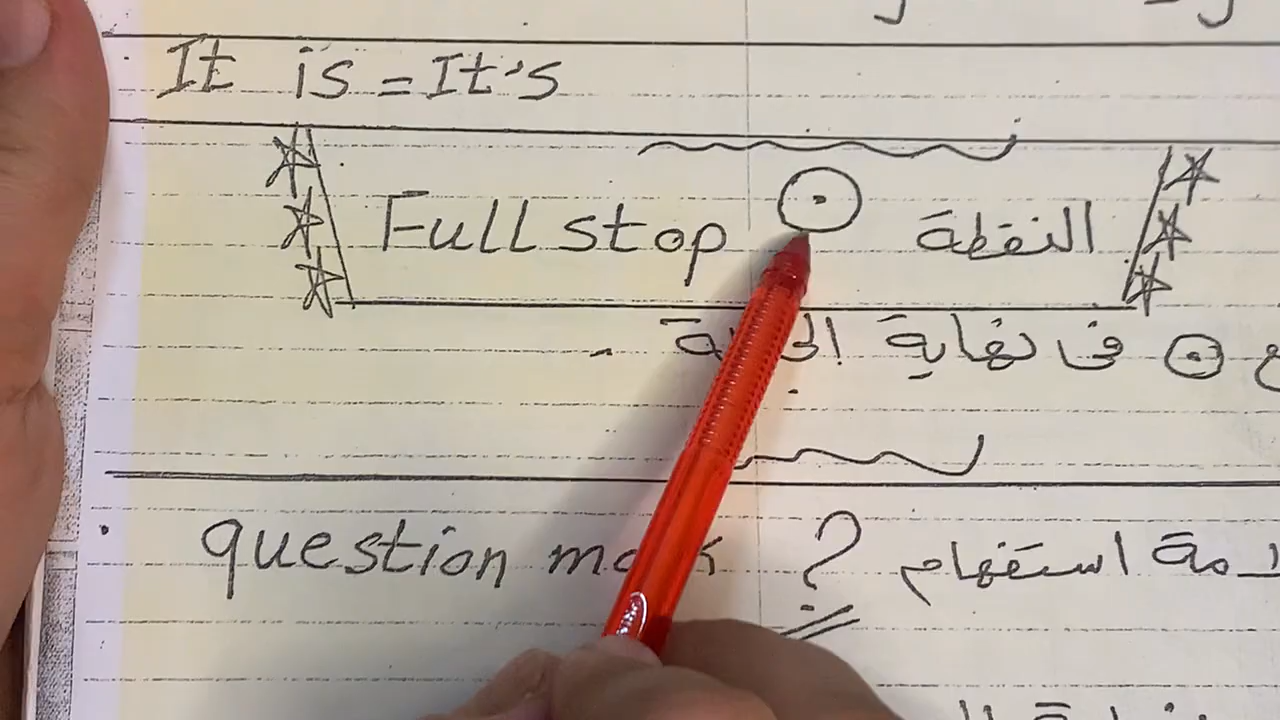 It is = It's
Full stop . النقطة
. في نهاية
question ? استفهام